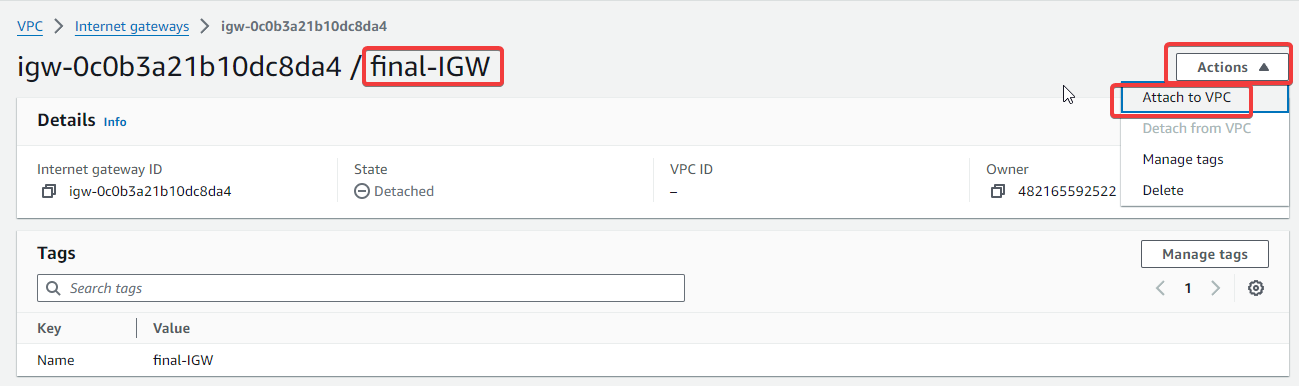 VPC > Internet gateways > igw-0c0b3a21b10dc8da4
igw-0c0b3a21b10dc8da4 / final-IGW
Actions
Attach to VPC
Detach from VPC
Manage tags
Delete
Details Info
Internet gateway ID
igw-0c0b3a21b10dc8da4
State
Detached
VPC ID
–
Owner
482165592522
Tags
Manage tags
Search tags
1
Key Value
Name final-IGW